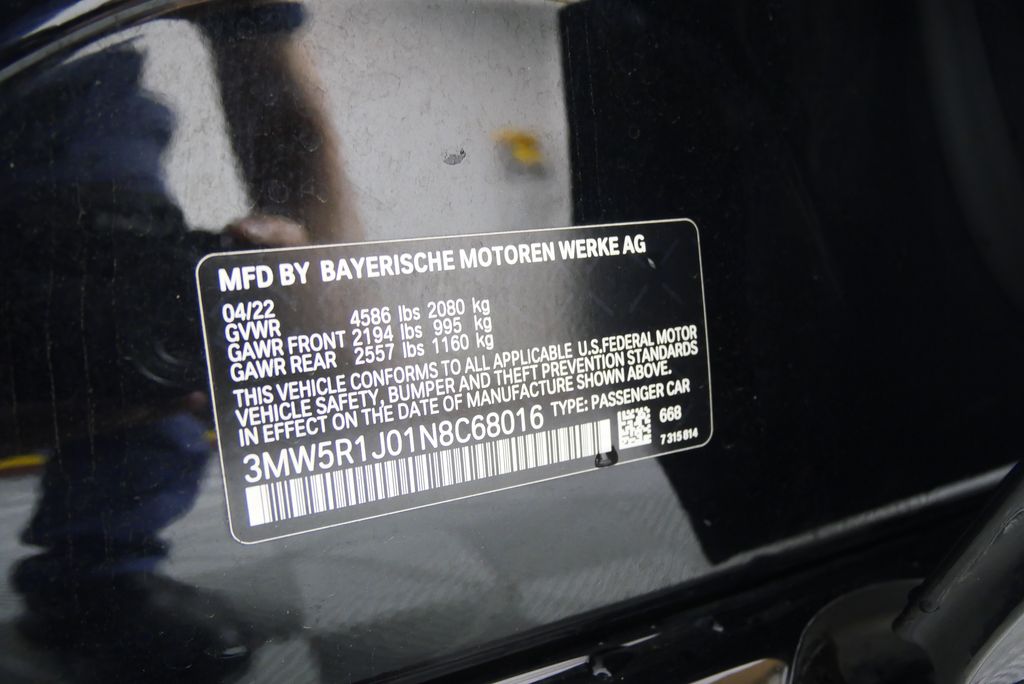 MFD BY BAYERISCHE MOTOREN WERKE AG
04/22
GVWR 4586 lbs 2080 kg
GAWR FRONT 2194 lbs 995 kg
GAWR REAR 2557 lbs 1160 kg
THIS VEHICLE CONFORMS TO ALL APPLICABLE U.S.FEDERAL MOTOR
VEHICLE SAFETY, BUMPER AND THEFT PREVENTION STANDARDS
IN EFFECT ON THE DATE OF MANUFACTURE SHOWN ABOVE.
3MW5R1J01N8C68016 TYPE: PASSENGER CAR
668
7 315 814